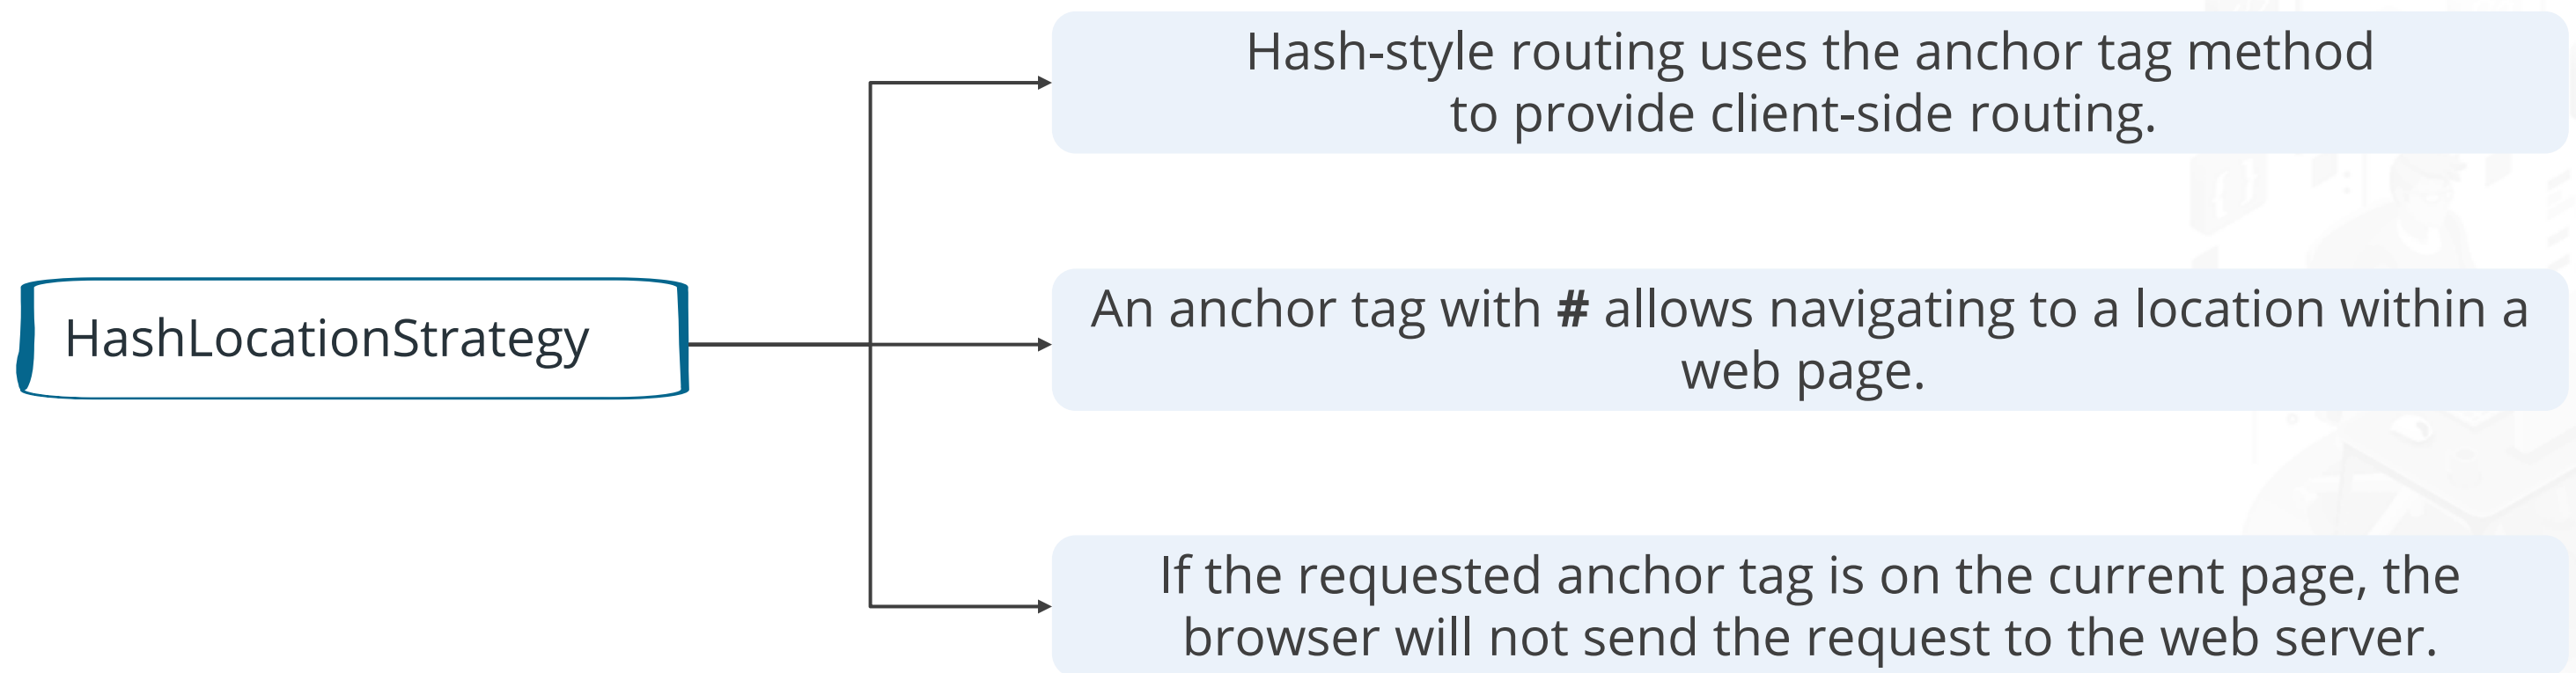 Hash-style routing uses the anchor tag method
to provide client-side routing.
HashLocationStrategy
An anchor tag with # allows navigating to a location within a
web page.
If the requested anchor tag is on the current page, the
browser will not send the request to the web server.